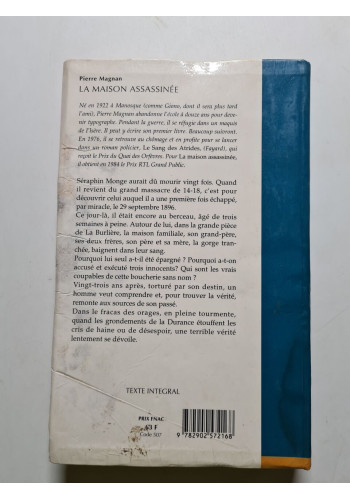 Pierre Magnan
LA MAISON ASSASSINÉE
Né en 1922 à Manosque (comme Giono, dont il sera plus tard
l'ami), Pierre Magnan abandonne l'école à douze ans pour deve-
nir typographe. Pendant la guerre, il se réfugie dans un maquis
de l'Isère. Il peut y écrire son premier livre. Beaucoup suivront.
En 1976, il se retrouve au chômage et en profite pour se lancer
dans un roman policier, Le Sang des Atrides, (Fayard), qui
reçoit le Prix du Quai des Orfèvres. Pour La maison assassinée,
il obtient en 1984 le Prix RTL Grand Public.
Séraphin Monge aurait dû mourir vingt fois. Quand
il revient du grand massacre de 14-18, c'est pour
découvrir celui auquel il a une première fois échappé,
par miracle, le 29 septembre 1896.
Ce jour-là, il était encore au berceau, âgé de trois
semaines à peine. Autour de lui, dans la grande pièce
de La Burlière, la maison familiale, son grand-père,
ses deux frères, son père et sa mère, la gorge tran-
chée, baignent dans leur sang.
Pourquoi lui seul a-t-il été épargné ? Pourquoi a-t-on
accusé et exécuté trois innocents? Qui sont les vrais
coupables de cette boucherie sans nom ?
Vingt-trois ans après, torturé par son destin, un
homme veut comprendre et, pour trouver la vérité,
remonte aux sources de son passé.
Dans le fracas des orages, en pleine tourmente,
quand les grondements de la Durance étouffent les
cris de haine ou de désespoir, une terrible vérité
lentement se dévoile.
TEXTE INTEGRAL
PRIX FNAC
F
Code 507
9 782902 572168